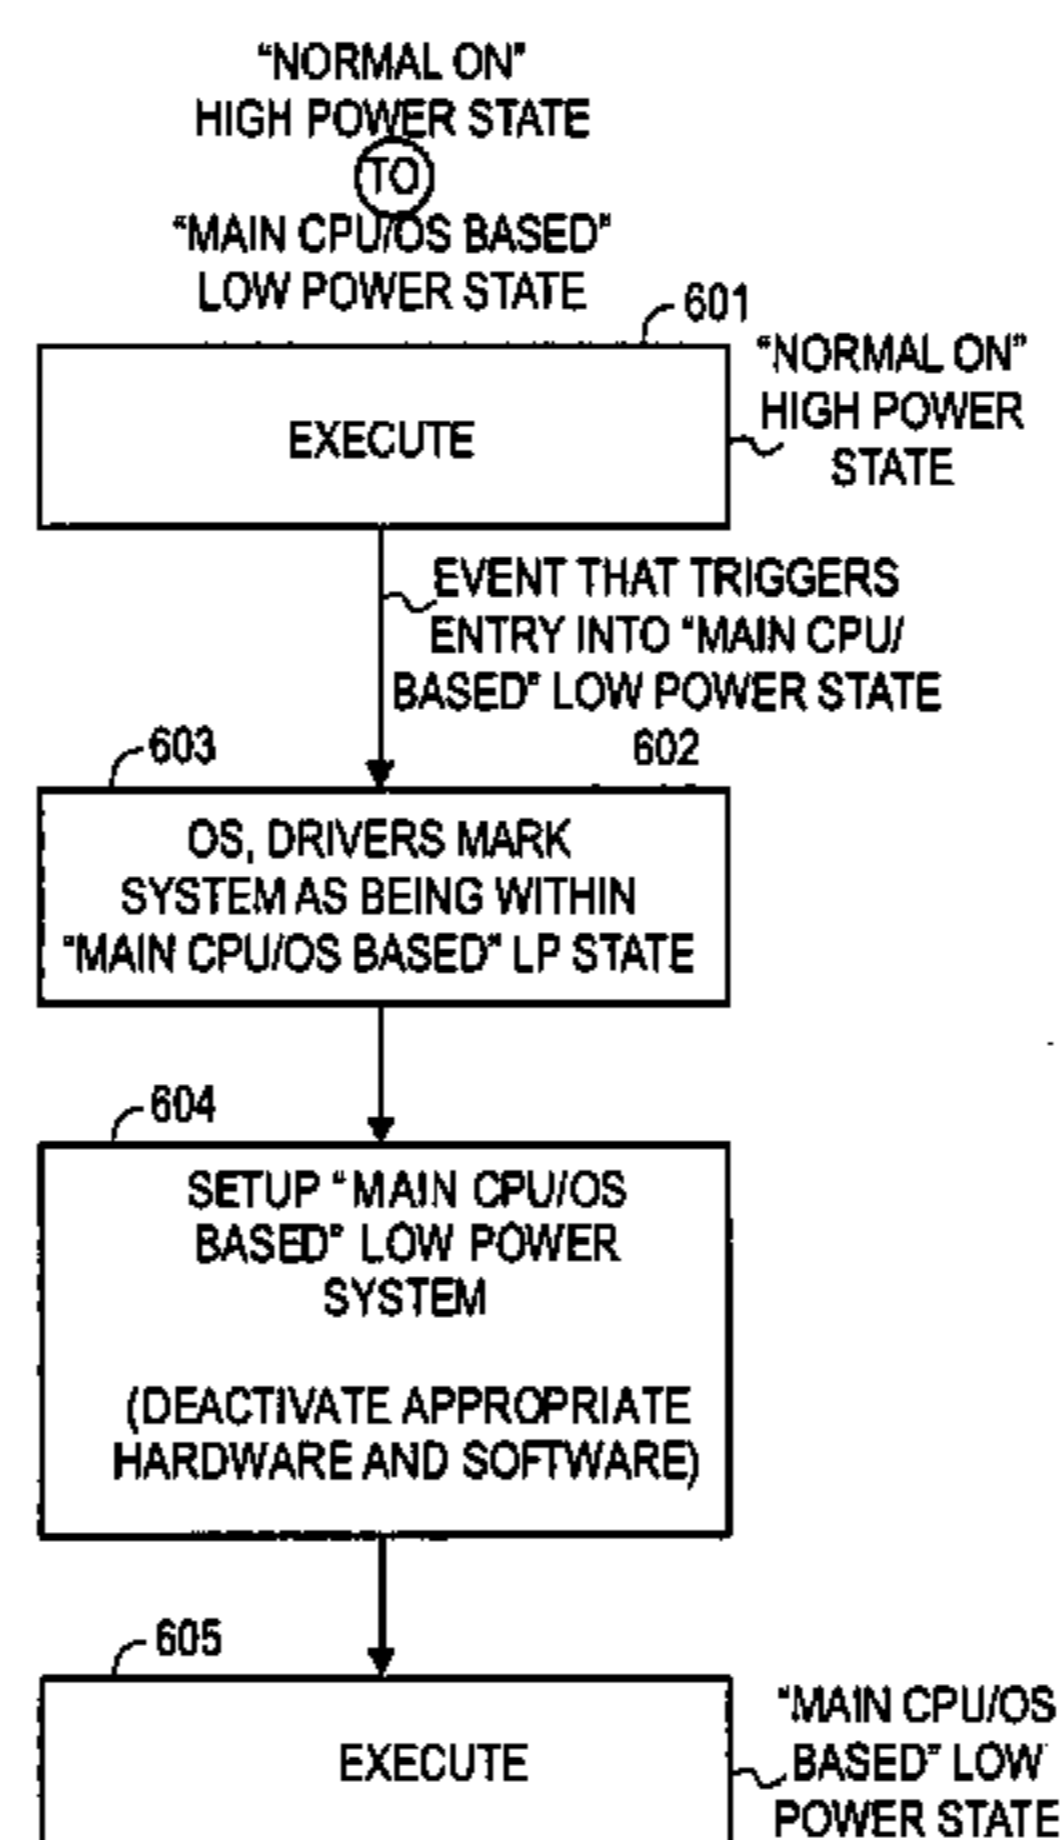 "NORMAL ON"
HIGH POWER STATE
TO
"MAIN CPU/OS BASED"
LOW POWER STATE
601
EXECUTE
"NORMAL ON"
HIGH POWER
STATE
EVENT THAT TRIGGERS
ENTRY INTO "MAIN CPU/
BASED" LOW POWER STATE
602
603
OS, DRIVERS MARK
SYSTEM AS BEING WITHIN
"MAIN CPU/OS BASED" LP STATE
604
SETUP "MAIN CPU/OS
BASED" LOW POWER
SYSTEM
(DEACTIVATE APPROPRIATE
HARDWARE AND SOFTWARE)
605
EXECUTE
"MAIN CPU/OS
BASED" LOW
POWER STATE